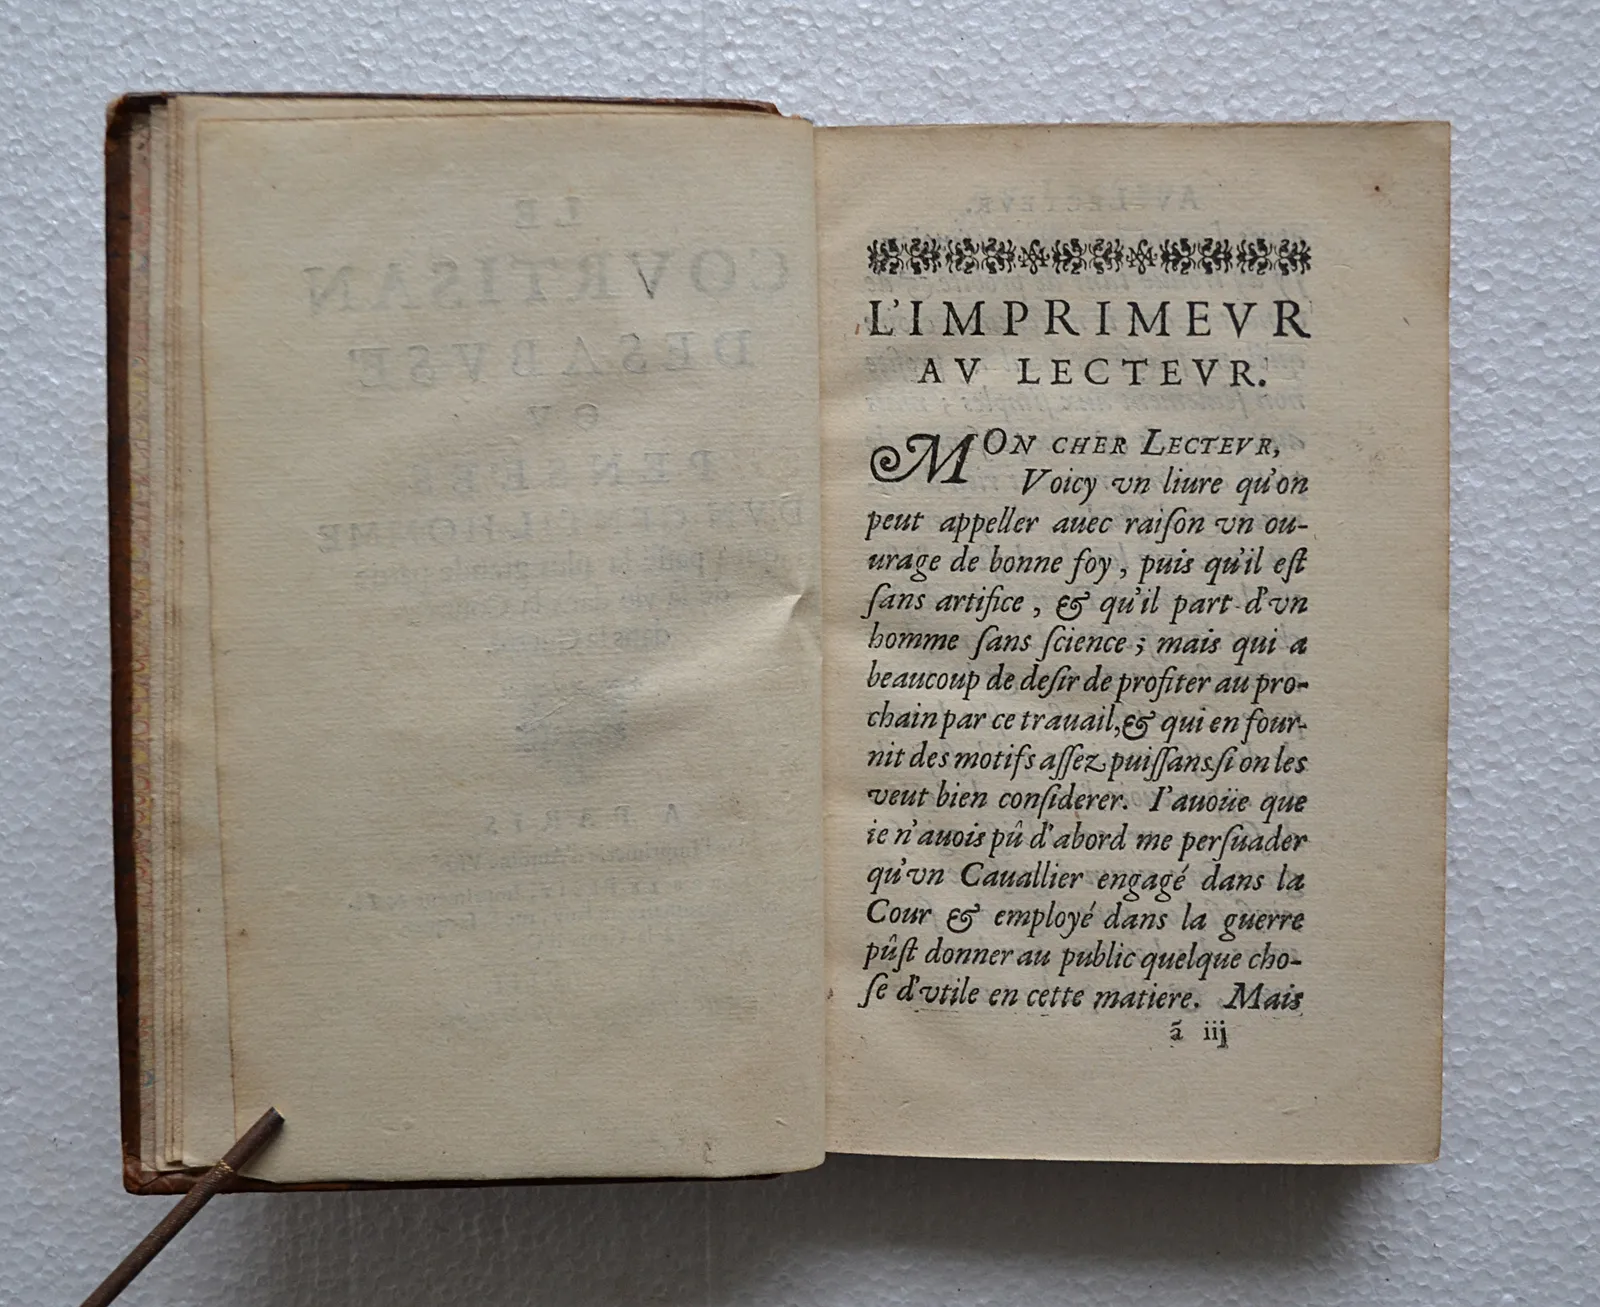 LE
COVRTISAN
DESABVSE'
OV
L'IMPRIMEVR
AV LECTEVR.
MON CHER LECTEVR,
Voicy vn liure qu'on
peut appeller auec raiſon vn ou-
urage de bonne foy, puis qu'il eſt
ſans artifice, & qu'il part d'vn
homme ſans ſcience; mais qui a
beaucoup de deſir de profiter au pro-
chain par ce trauail, & qui en four-
nit des motifs aſſez puiſſans ſi on les
veut bien conſiderer. I'auoüe que
ie n'auois pû d'abord me perſuader
qu'vn Cauallier engagé dans la
Cour & employé dans la guerre
pûſt donner au public quelque cho-
ſe d'vtile en cette matiere. Mais
ã iij